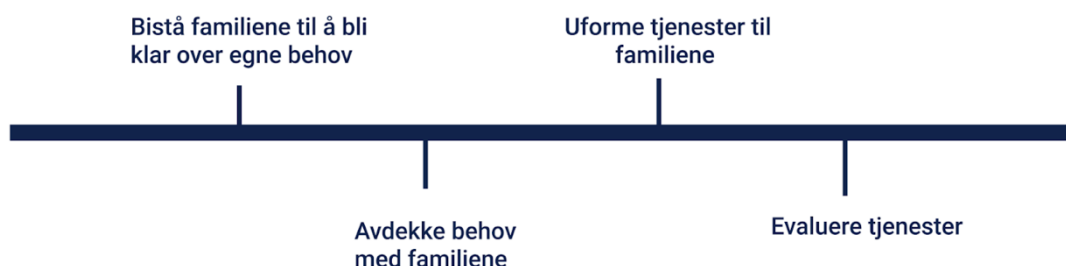 Bistå familiene til å bli
klar over egne behov
Uforme tjenester til
familiene
Avdekke behov
med familiene
Evaluere tjenester